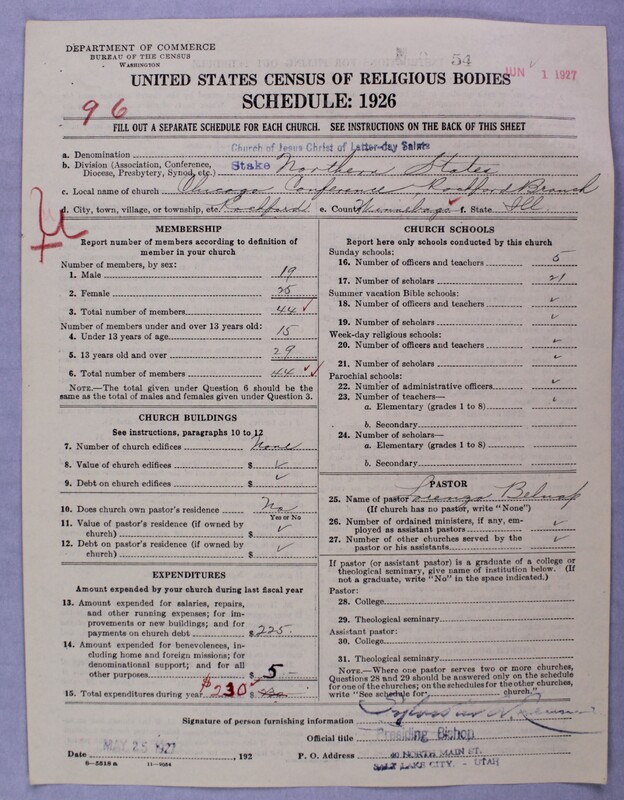 DEPARTMENT OF COMMERCE
BUREAU OF THE CENSUS
WASHINGTON
54
JUN 1 1927
UNITED STATES CENSUS OF RELIGIOUS BODIES
SCHEDULE: 1926
96
FILL OUT A SEPARATE SCHEDULE FOR EACH CHURCH. SEE INSTRUCTIONS ON THE BACK OF THIS SHEET
a. Denomination Church of Jesus Christ of Latter-day Saints
b. Division (Association, Conference, Diocese, Presbytery, Synod, etc.) Stake Northern States
c. Local name of church Chicago Conference Rockford Branch
d. City, town, village, or township, etc. Rockford e. County Winnebago f. State Ill
MEMBERSHIP
Report number of members according to definition of
member in your church
Number of members, by sex:
1. Male 19
2. Female 25
3. Total number of members 44 ✓
Number of members under and over 13 years old:
4. Under 13 years of age 15
5. 13 years old and over 29
6. Total number of members 44 ✓✓
NOTE.—The total given under Question 6 should be
same as the total of males and females given under Question 3.
CHURCH BUILDINGS
See instructions, paragraphs 10 to 12
7. Number of church edifices None
8. Value of church edifices $ ✓
9. Debt on church edifices $ ✓
10. Does church own pastor's residence No
Yes or No
11. Value of pastor's residence (if owned by
church) $ ✓
12. Debt on pastor's residence (if owned by
church) $ ✓
EXPENDITURES
Amount expended by your church during last fiscal year
13. Amount expended for salaries, repairs,
and other running expenses; for im-
provements or new buildings; and for
payments on church debt $ 225.
14. Amount expended for benevolences, in-
cluding home and foreign missions; for
denominational support; and for all
other purposes 5 —
15. Total expenditures during year $230 ✓ $
CHURCH SCHOOLS
Report here only schools conducted by this church
Sunday schools:
16. Number of officers and teachers 5
17. Number of scholars 21
Summer vacation Bible schools:
18. Number of officers and teachers ✓
19. Number of scholars ✓
Week-day religious schools:
20. Number of officers and teachers ✓
21. Number of scholars ✓
Parochial schools:
22. Number of administrative officers ✓
23. Number of teachers—
a. Elementary (grades 1 to 8)
b. Secondary
24. Number of scholars—
a. Elementary (grades 1 to 8)
b. Secondary
PASTOR
25. Name of pastor Lorenzo Belnap
(If church has no pastor, write "None")
26. Number of ordained ministers, if any, em-
ployed as assistant pastors ✓
27. Number of other churches served by the
pastor or his assistants ✓
If pastor (or assistant pastor) is a graduate of a college or
theological seminary, give name of institution below. (If
not a graduate, write "No" in the space indicated.)
Pastor:
28. College
29. Theological seminary
Assistant pastor:
30. College
31. Theological seminary
NOTE.—Where one pastor serves two or more churches,
Questions 28 and 29 should be answered only on the schedule
for one of the churches; on the schedules for the other churches,
write "See schedule for church."
Signature of person furnishing information
Official title Presiding Bishop
Date MAY 25 1927, 192 P. O. Address 40 NORTH MAIN ST.
SALT LAKE CITY - UTAH
6—5519a 11—9084